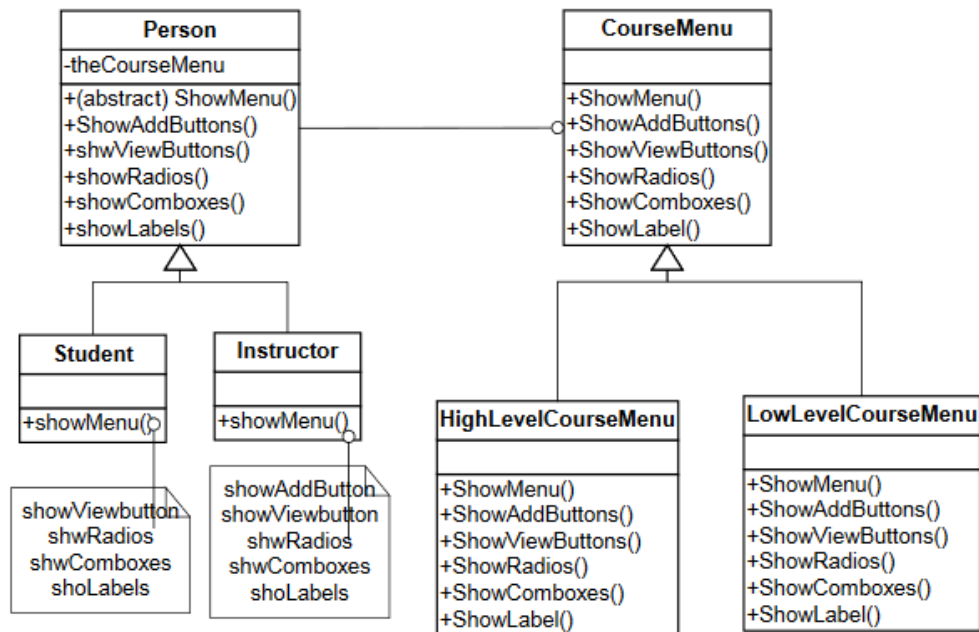 Person
-theCourseMenu
+(abstract) ShowMenu()
+ShowAddButtons()
+shwViewButtons()
+showRadios()
+showComboxes()
+showLabels()
CourseMenu
+ShowMenu()
+ShowAddButtons()
+ShowViewButtons()
+ShowRadios()
+ShowComboxes()
+ShowLabel()
Student
+showMenu()
Instructor
+showMenu()
showViewbutton
shwRadios
shwComboxes
shoLabels
showAddButton
showViewbutton
shwRadios
shwComboxes
shoLabels
HighLevelCourseMenu
+ShowMenu()
+ShowAddButtons()
+ShowViewButtons()
+ShowRadios()
+ShowComboxes()
+ShowLabel()
LowLevelCourseMenu
+ShowMenu()
+ShowAddButtons()
+ShowViewButtons()
+ShowRadios()
+ShowComboxes()
+ShowLabel()